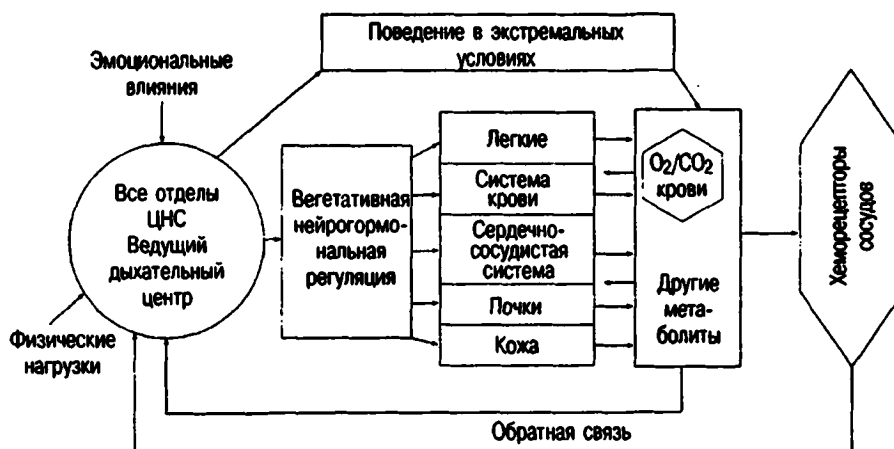 Поведение в экстремальных
условиях
Эмоциональные
влияния
Все отделы
ЦНС
Ведущий
дыхательный
центр
Физические
нагрузки
Вегетативная
нейрогормо-
нальная
регуляция
Легкие
Система
крови
Сердечно-
сосудистая
система
Почки
Кожа
O₂/CO₂
крови
Другие
мета-
болиты
Хеморецепторы
сосудов
Обратная связь